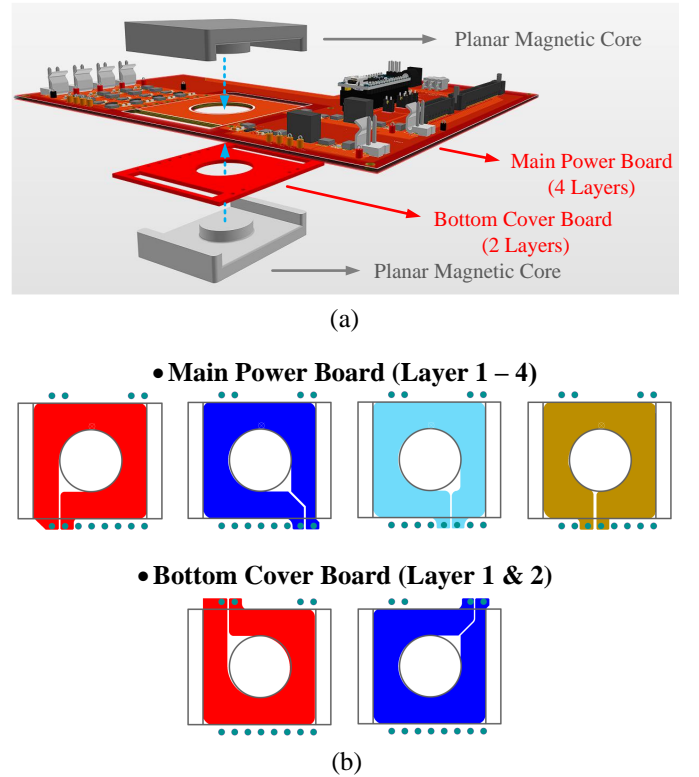 Planar Magnetic Core
Main Power Board
(4 Layers)
Bottom Cover Board
(2 Layers)
Planar Magnetic Core
(a)
•Main Power Board (Layer 1 – 4)
•Bottom Cover Board (Layer 1 & 2)
(b)